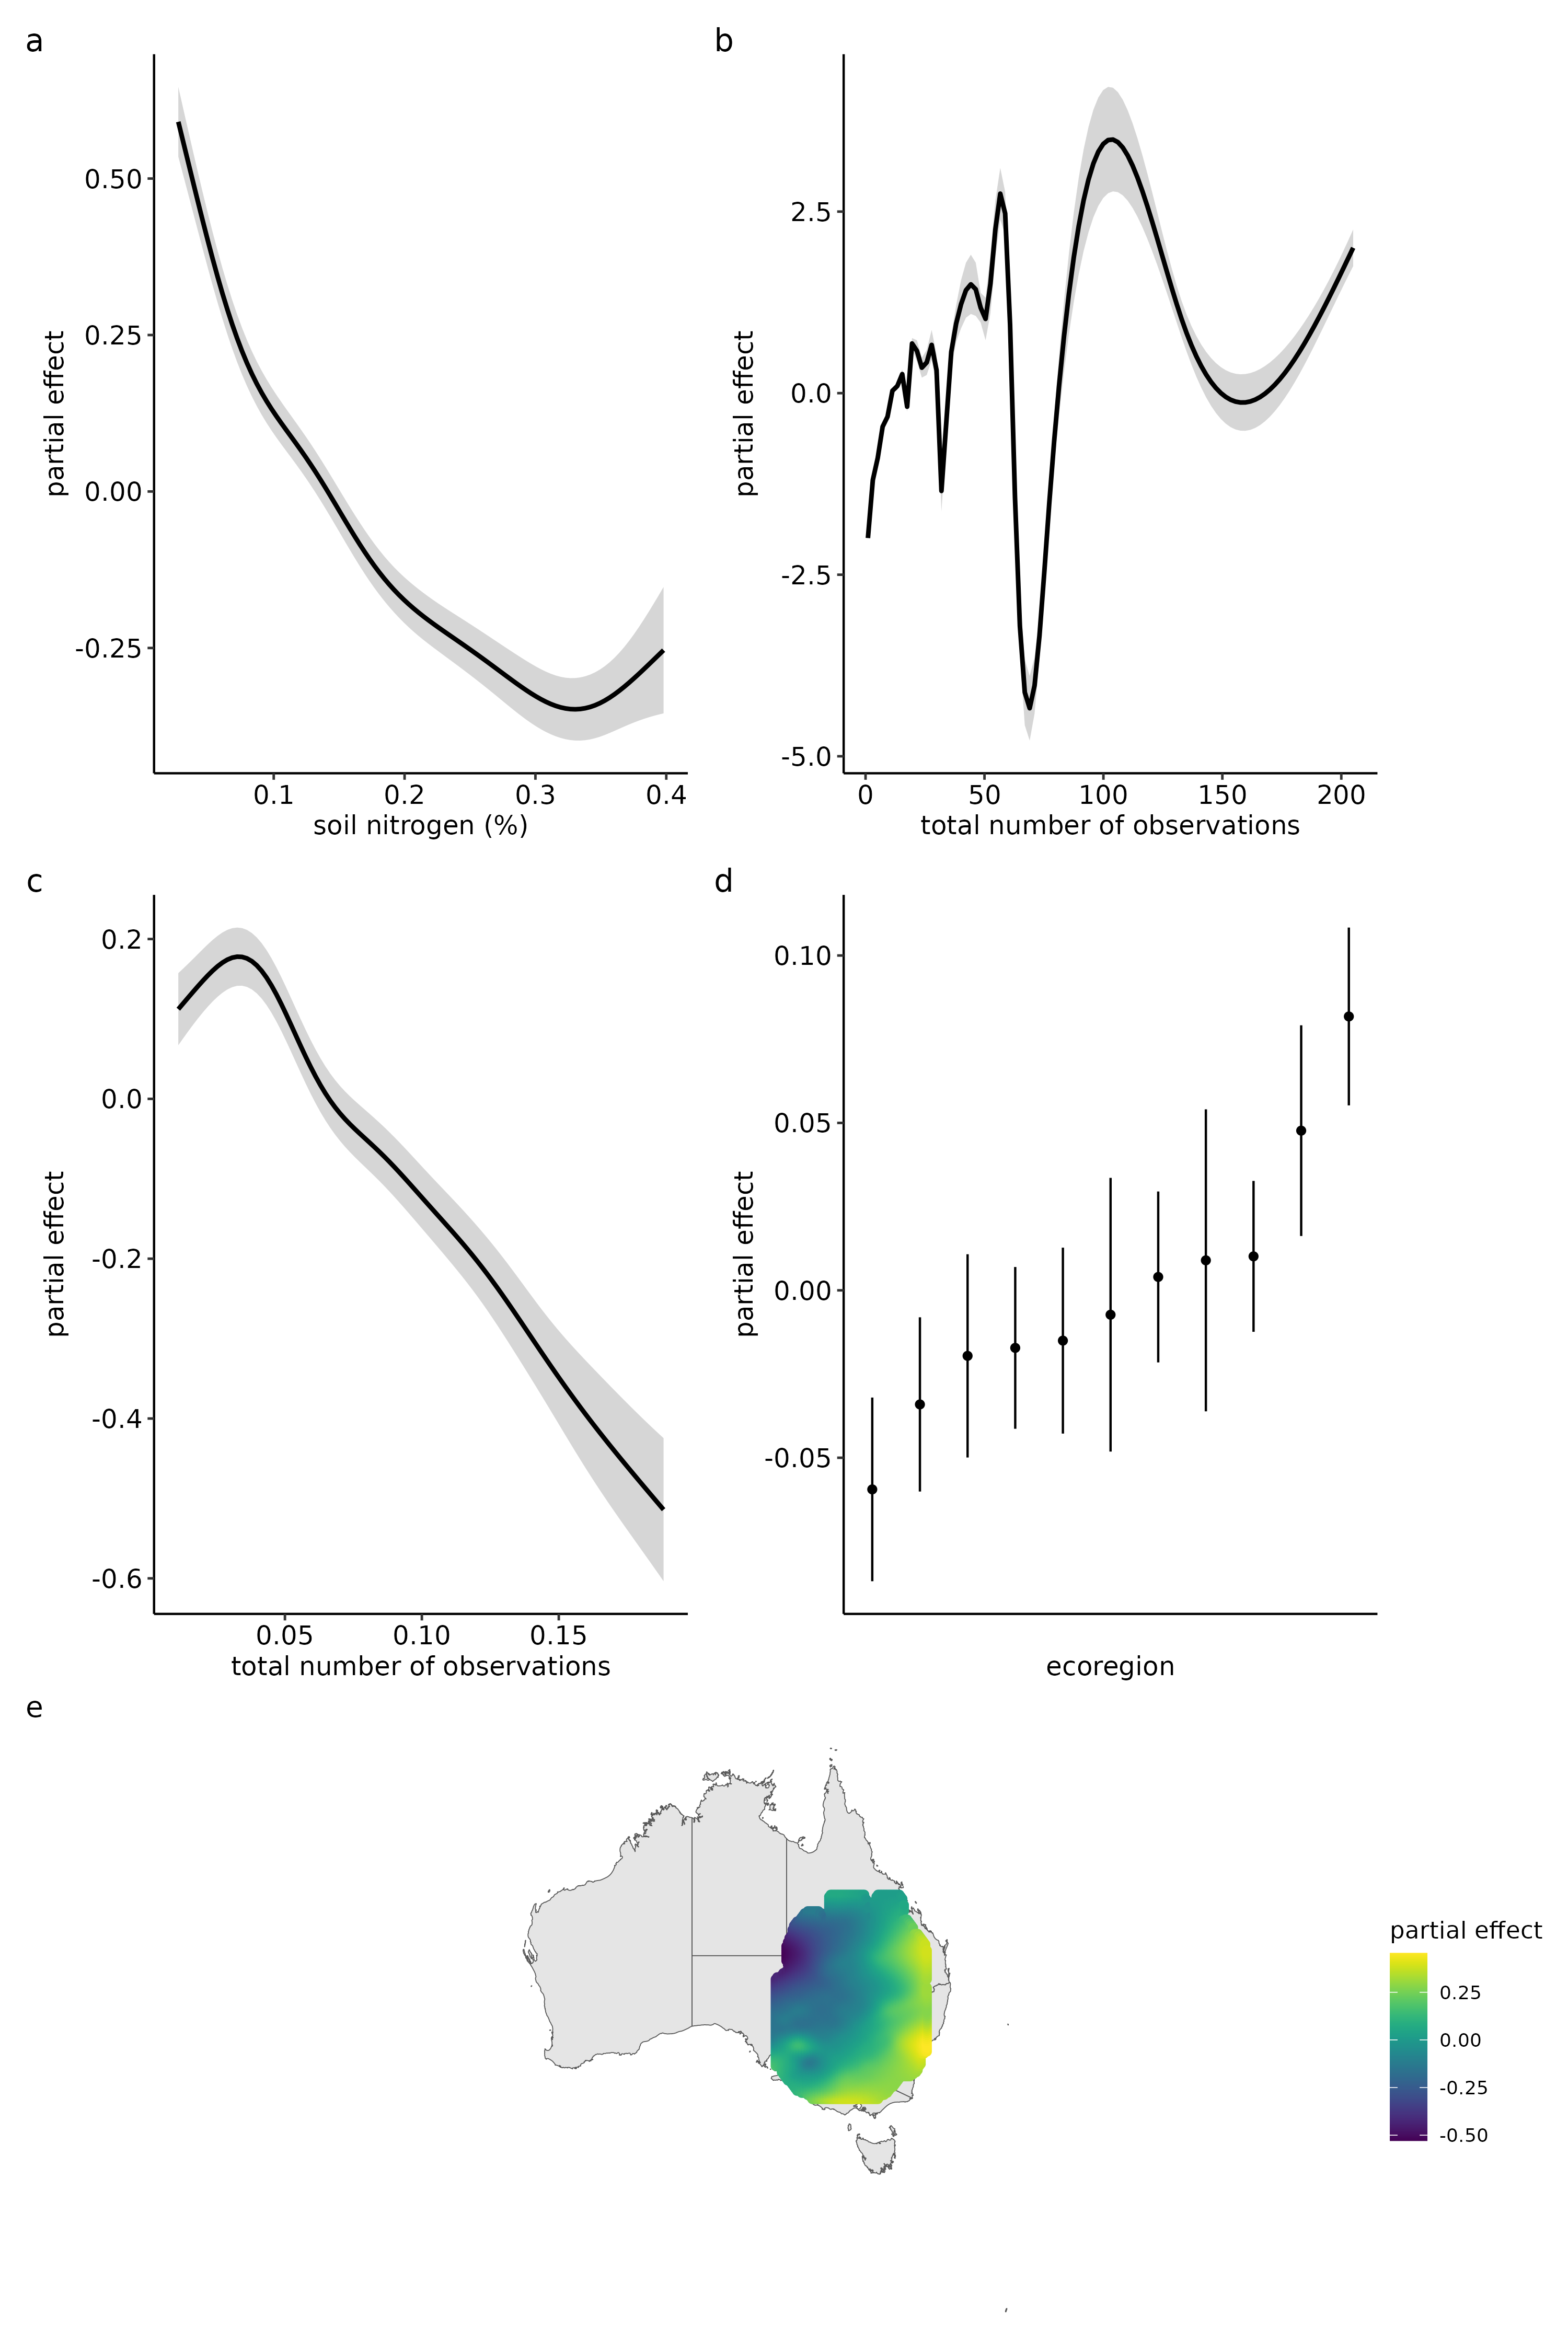 a
partial effect
0.50
0.25
0.00
-0.25
0.1 0.2 0.3 0.4
soil nitrogen (%)
b
partial effect
2.5
0.0
-2.5
-5.0
0 50 100 150 200
total number of observations
c
partial effect
0.2
0.0
-0.2
-0.4
-0.6
0.05 0.10 0.15
total number of observations
d
partial effect
0.10
0.05
0.00
-0.05
ecoregion
e
partial effect
0.25
0.00
-0.25
-0.50